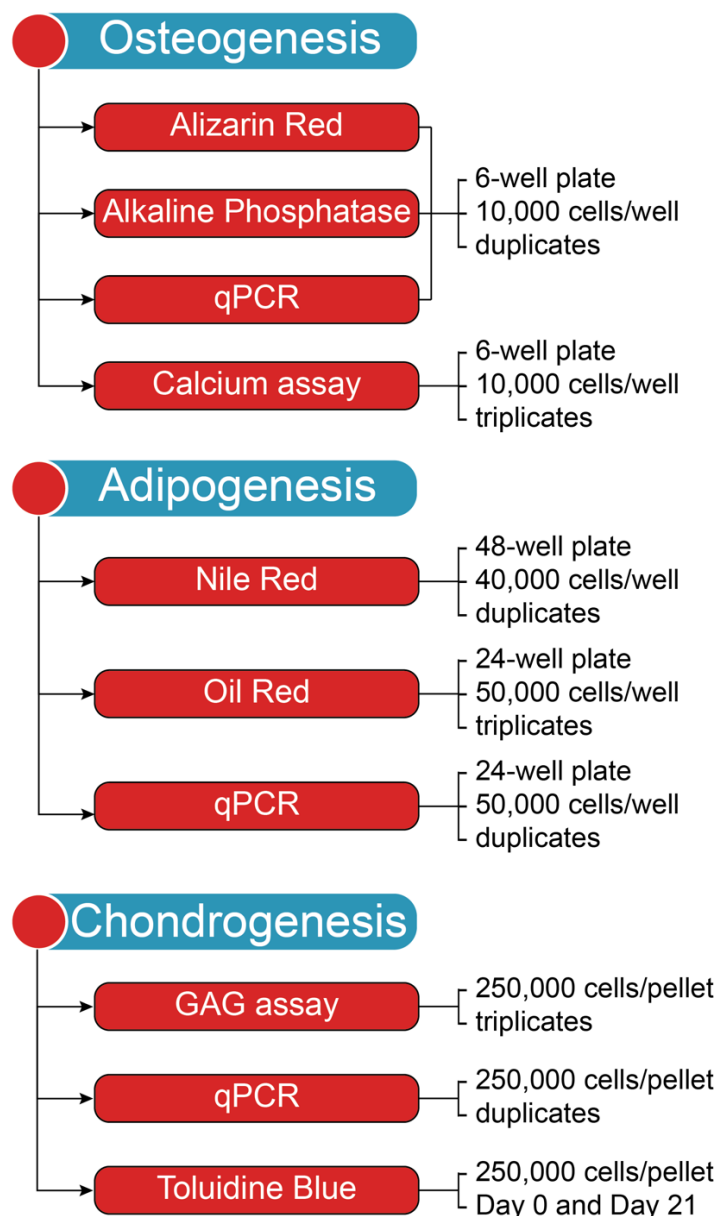 Osteogenesis
Alizarin Red
Alkaline Phosphatase
qPCR
6-well plate
10,000 cells/well
duplicates
Calcium assay
6-well plate
10,000 cells/well
triplicates
Adipogenesis
Nile Red
48-well plate
40,000 cells/well
duplicates
Oil Red
24-well plate
50,000 cells/well
triplicates
qPCR
24-well plate
50,000 cells/well
duplicates
Chondrogenesis
GAG assay
250,000 cells/pellet
triplicates
qPCR
250,000 cells/pellet
duplicates
Toluidine Blue
250,000 cells/pellet
Day 0 and Day 21